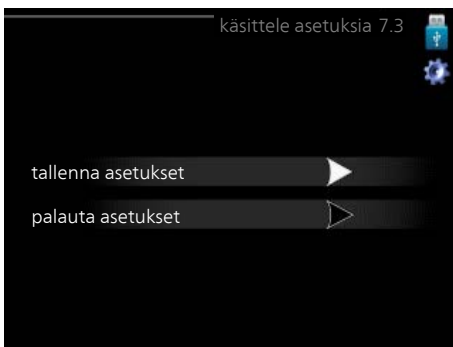 käsittele asetuksia 7.3
tallenna asetukset
palauta asetukset